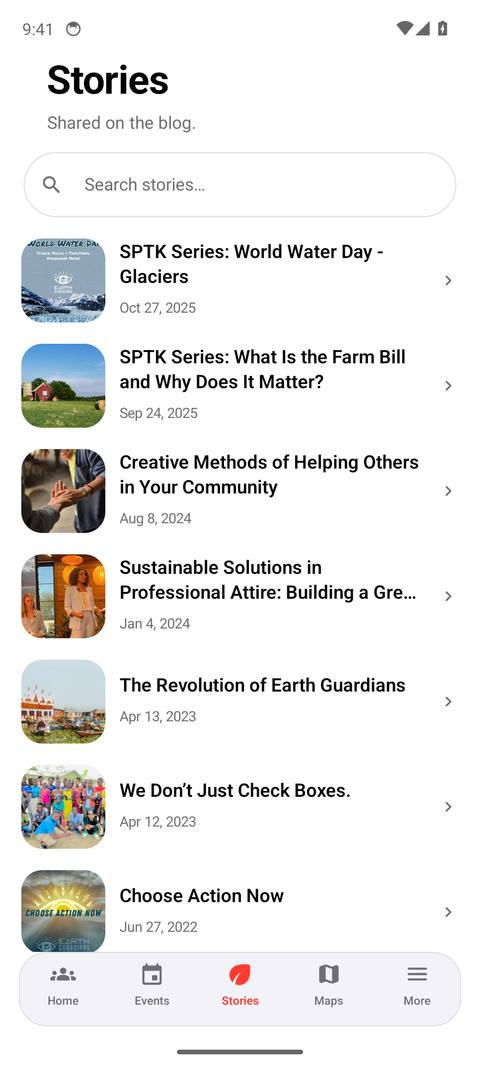 9:41
Stories
Shared on the blog.
Search stories…
WORLD WATER DAY
EARTH
SPTK Series: World Water Day -
Glaciers
Oct 27, 2025
SPTK Series: What Is the Farm Bill
and Why Does It Matter?
Sep 24, 2025
Creative Methods of Helping Others
in Your Community
Aug 8, 2024
Sustainable Solutions in
Professional Attire: Building a Gre…
Jan 4, 2024
The Revolution of Earth Guardians
Apr 13, 2023
We Don’t Just Check Boxes.
Apr 12, 2023
CHOOSE ACTION NOW
EARTH
GUARDIANS
Choose Action Now
Jun 27, 2022
Home
Events
Stories
Maps
More